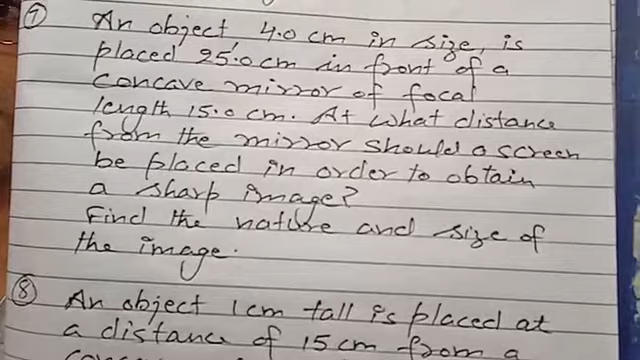 ⑦ An object 4.0 cm in size, is
placed 25.0 cm in front of a
concave mirror of focal
length 15.0 cm. At what distance
from the mirror should a screen
be placed in order to obtain
a sharp image?
Find the nature and size of
the image.
⑧ An object 1 cm tall is placed at
a distance of 15 cm from a